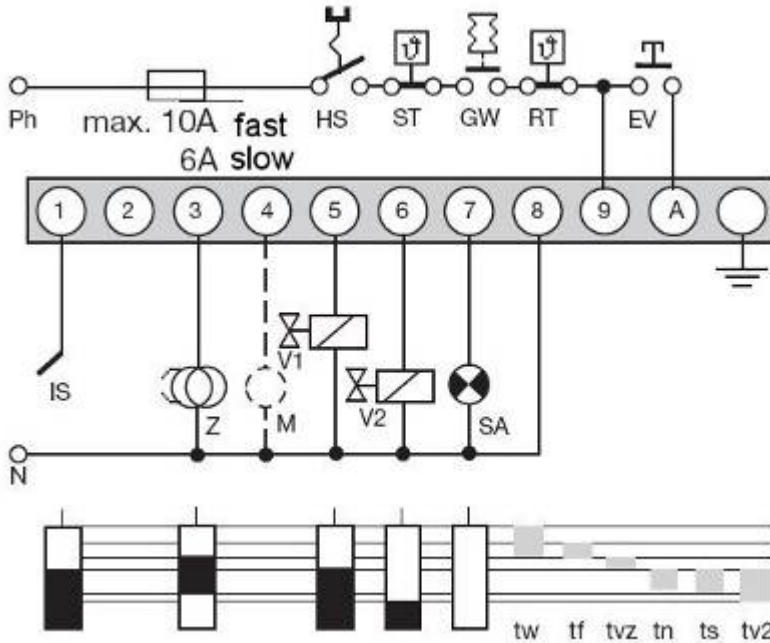 Ph
max. 10A fast
6A slow
HS ST GW RT EV
1 2 3 4 5 6 7 8 9 A
IS Z M V1 V2 SA
N
tw tf tvz tn ts tv2